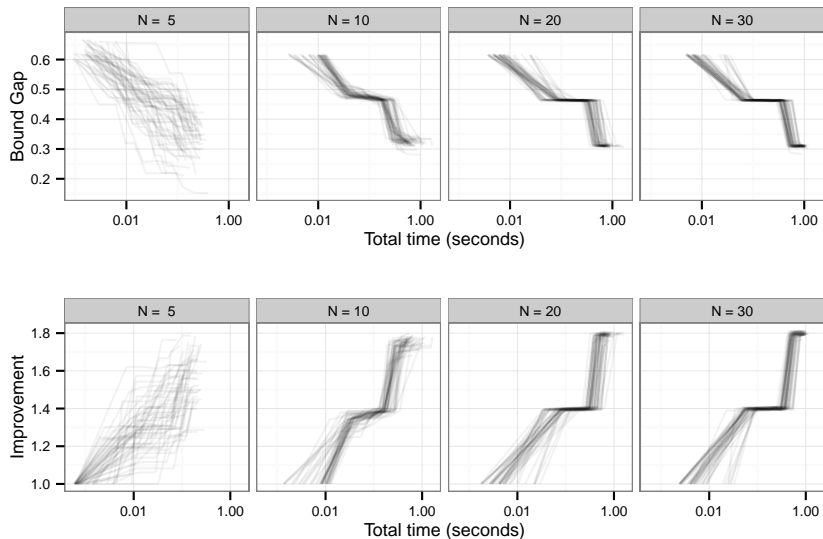 N = 5 N = 10 N = 20 N = 30
0.6
0.5
0.4
0.3
0.2
Bound Gap
0.01 1.00 0.01 1.00 0.01 1.00 0.01 1.00
Total time (seconds)
N = 5 N = 10 N = 20 N = 30
1.8
1.6
1.4
1.2
1.0
Improvement
0.01 1.00 0.01 1.00 0.01 1.00 0.01 1.00
Total time (seconds)